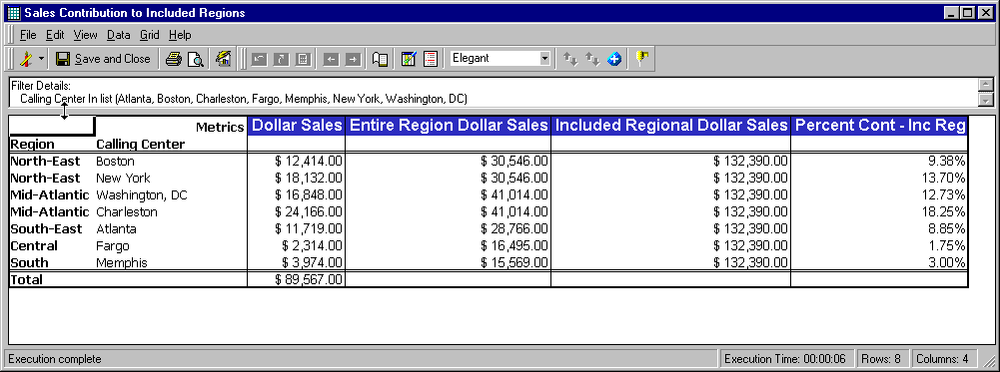 Sales Contribution to Included Regions
File Edit View Data Grid Help
Save and Close Elegant
Filter Details:
Calling Center In list (Atlanta, Boston, Charleston, Fargo, Memphis, New York, Washington, DC)
Metrics Dollar Sales Entire Region Dollar Sales Included Regional Dollar Sales Percent Cont - Inc Reg
Region Calling Center
North-East Boston $ 12,414.00 $ 30,546.00 $ 132,390.00 9.38%
North-East New York $ 18,132.00 $ 30,546.00 $ 132,390.00 13.70%
Mid-Atlantic Washington, DC $ 16,848.00 $ 41,014.00 $ 132,390.00 12.73%
Mid-Atlantic Charleston $ 24,166.00 $ 41,014.00 $ 132,390.00 18.25%
South-East Atlanta $ 11,719.00 $ 28,766.00 $ 132,390.00 8.85%
Central Fargo $ 2,314.00 $ 16,495.00 $ 132,390.00 1.75%
South Memphis $ 3,974.00 $ 15,569.00 $ 132,390.00 3.00%
Total $ 89,567.00
Execution complete Execution Time: 00:00:06 Rows: 8 Columns: 4